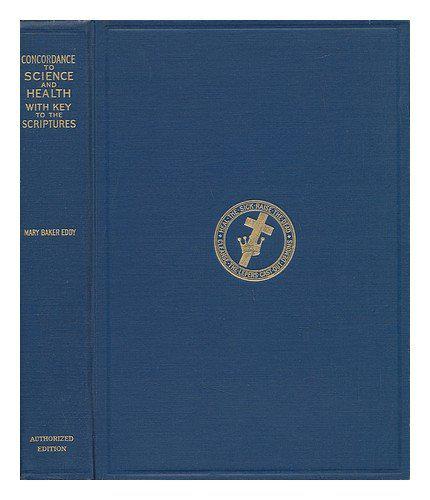 CONCORDANCE
TO
SCIENCE
AND
HEALTH
WITH KEY
TO THE
SCRIPTURES
MARY BAKER EDDY
AUTHORIZED
EDITION
HEAL·THE·SICK·RAISE·THE·DEAD
CLEANSE·THE·LEPERS·CAST·OUT·DEMONS